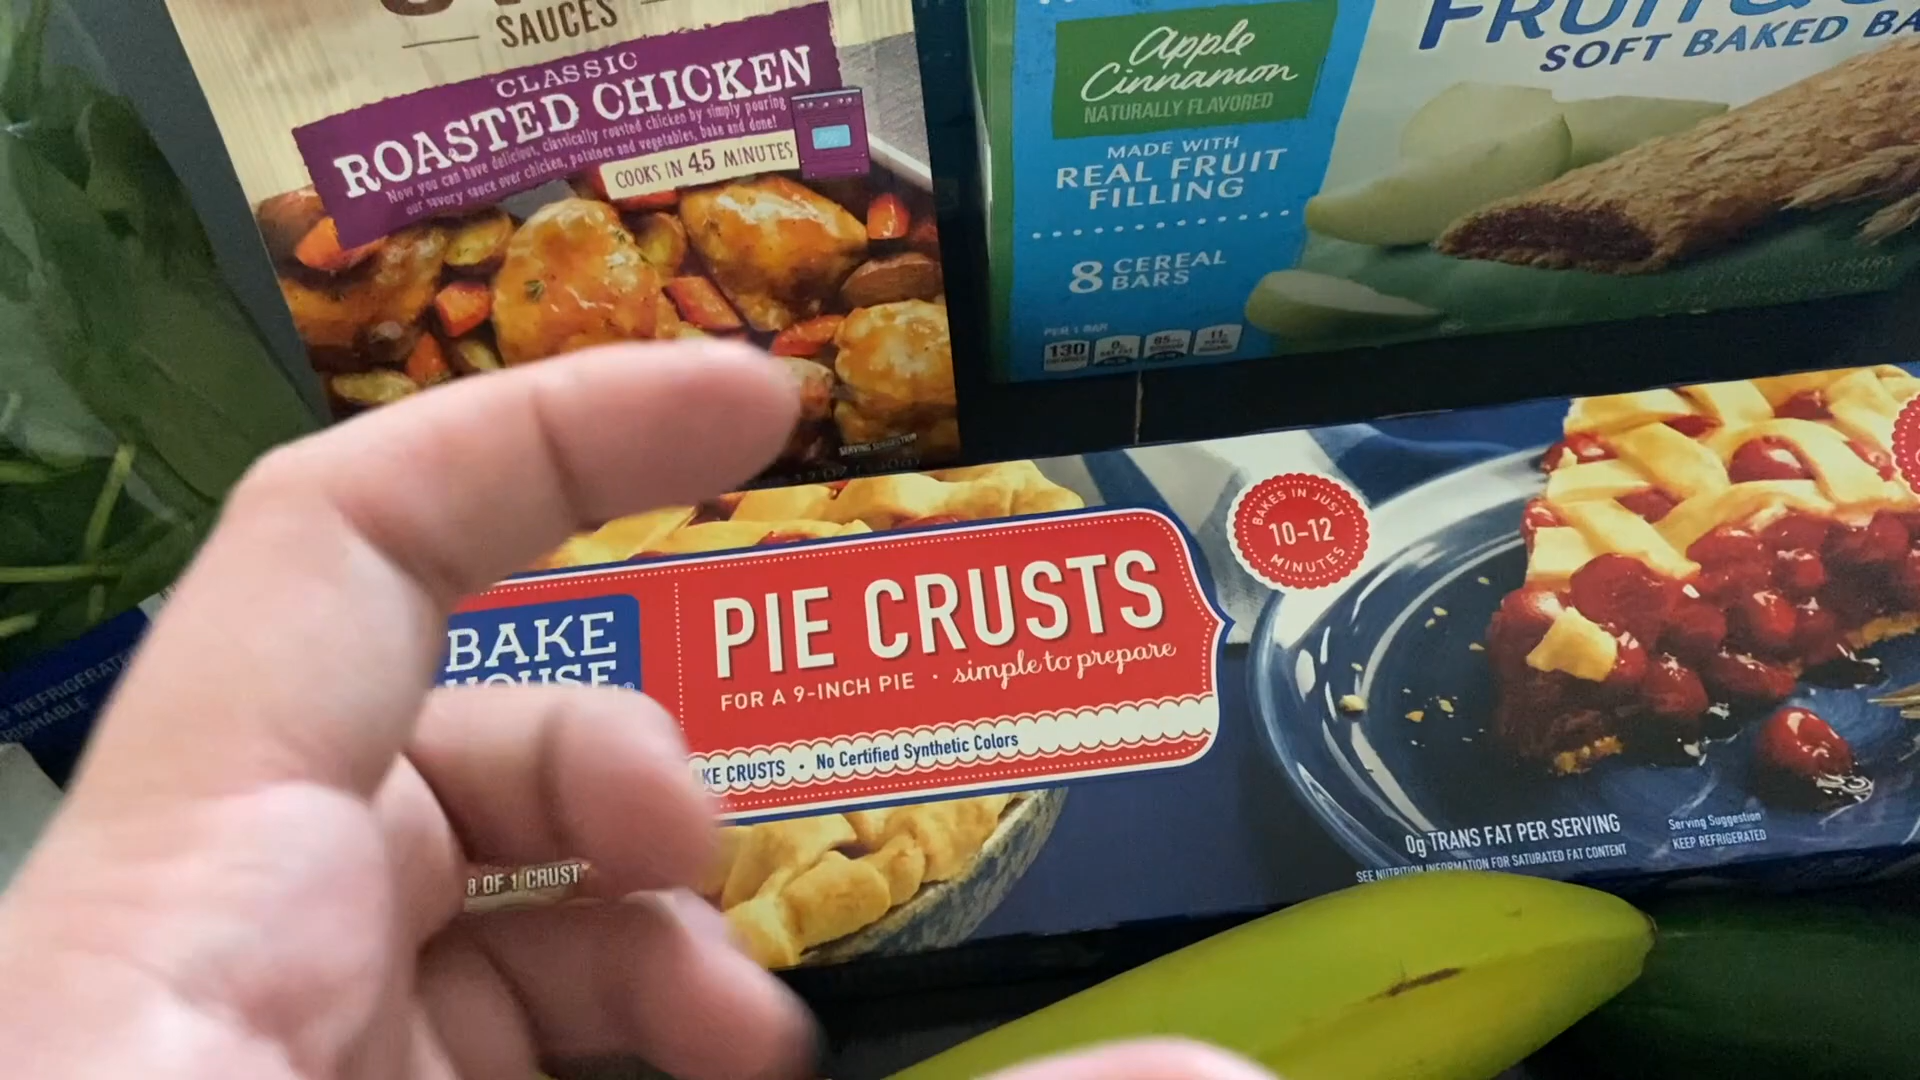 SAUCES
CLASSIC
ROASTED CHICKEN
Now you can have delicious, classically roasted chicken by simply pouring
our savory sauce over chicken, potatoes and vegetables, bake and done!
COOKS IN 45 MINUTES
SERVING SUGGESTION
Apple
Cinnamon
NATURALLY FLAVORED
MADE WITH
REAL FRUIT
FILLING
8 CEREAL
BARS
PER 1 BAR
130
SOFT BAKED BA
BAKE
HOUSE
PIE CRUSTS
FOR A 9-INCH PIE · simple to prepare
KE CRUSTS · No Certified Synthetic Colors
8 OF 1 CRUST
BAKES IN JUST
10-12
MINUTES
0g TRANS FAT PER SERVING
SEE NUTRITION INFORMATION FOR SATURATED FAT CONTENT
Serving Suggestion
KEEP REFRIGERATED